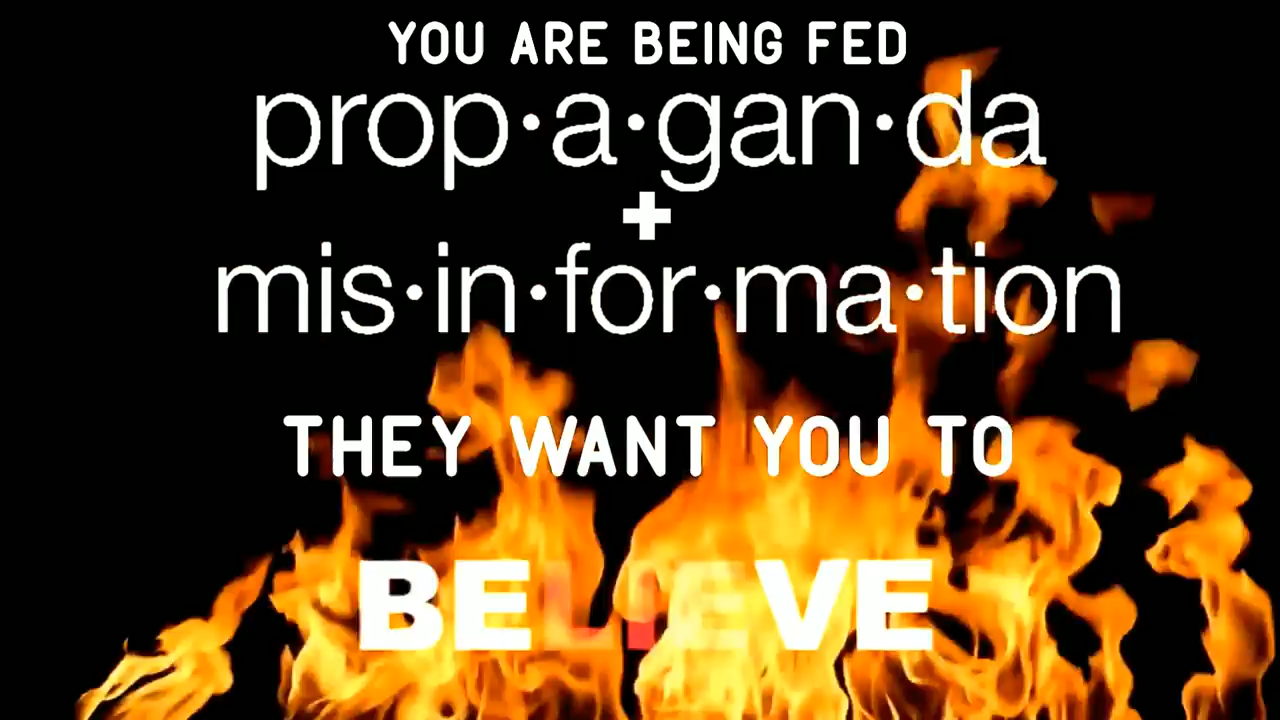 YOU ARE BEING FED
prop·a·gan·da
+
mis·in·for·ma·tion
THEY WANT YOU TO
BELIEVE